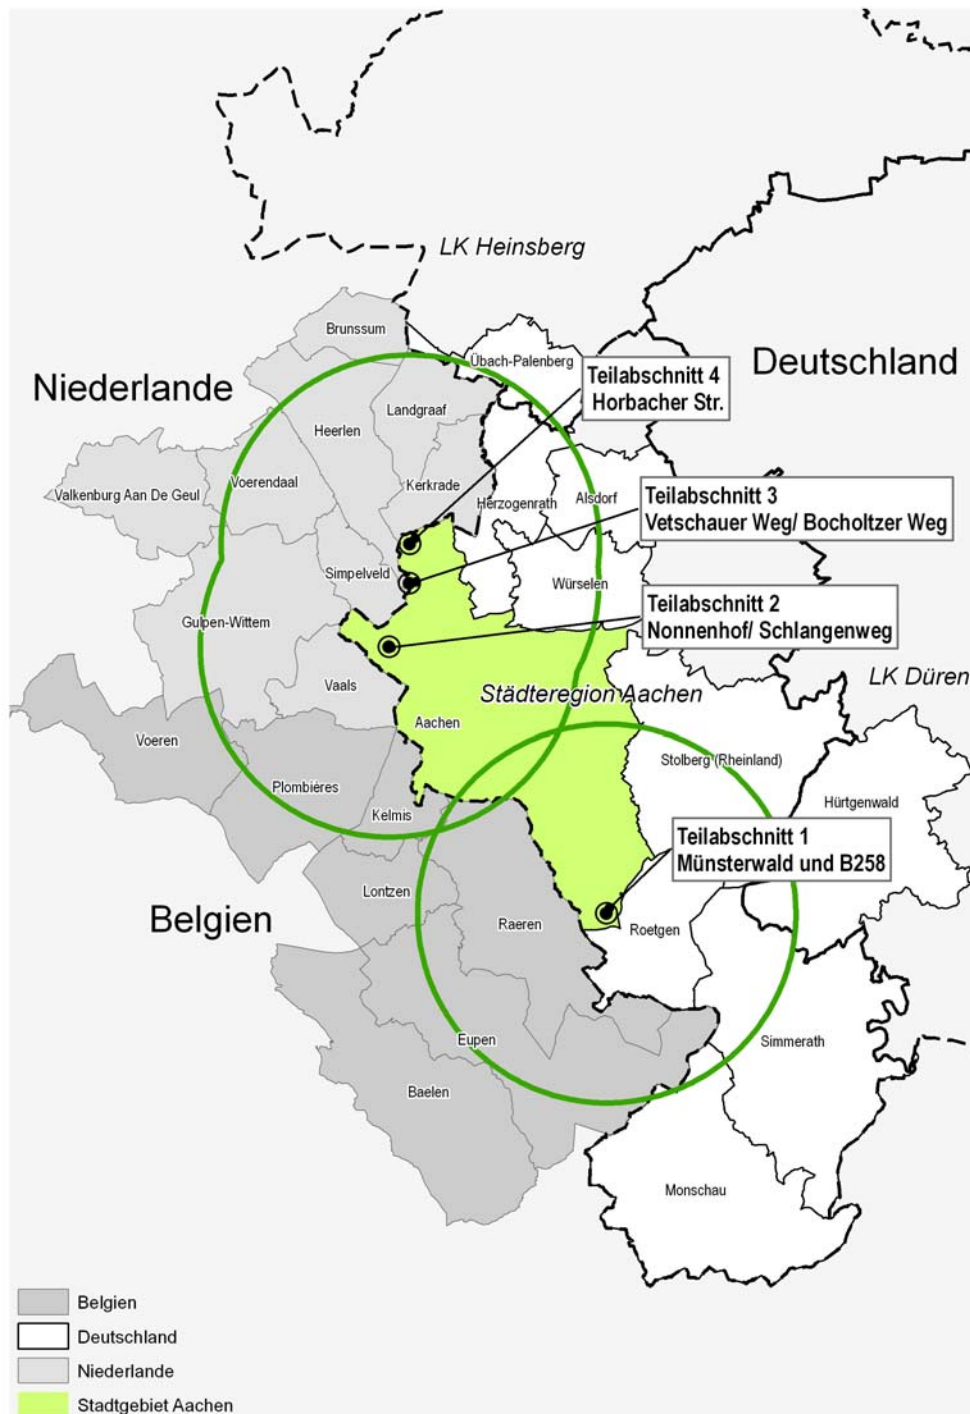 LK Heinsberg
Brunssum
Übach-Palenberg
Niederlande
Deutschland
Teilabschnitt 4
Horbacher Str.
Landgraaf
Heerlen
Voerendaal
Valkenburg Aan De Geul
Kerkrade
Herzogenrath
Alsdorf
Teilabschnitt 3
Vetschauer Weg/ Bocholtzer Weg
Simpelveld
Würselen
Teilabschnitt 2
Nonnenhof/ Schlangenweg
Gulpen-Wittem
Vaals
Städteregion Aachen
LK Düren
Aachen
Voeren
Stolberg (Rheinland)
Plombières
Hürtgenwald
Kelmis
Teilabschnitt 1
Münsterwald und B258
Lontzen
Belgien
Raeren
Roetgen
Eupen
Simmerath
Baelen
Monschau
Belgien
Deutschland
Niederlande
Stadtgebiet Aachen